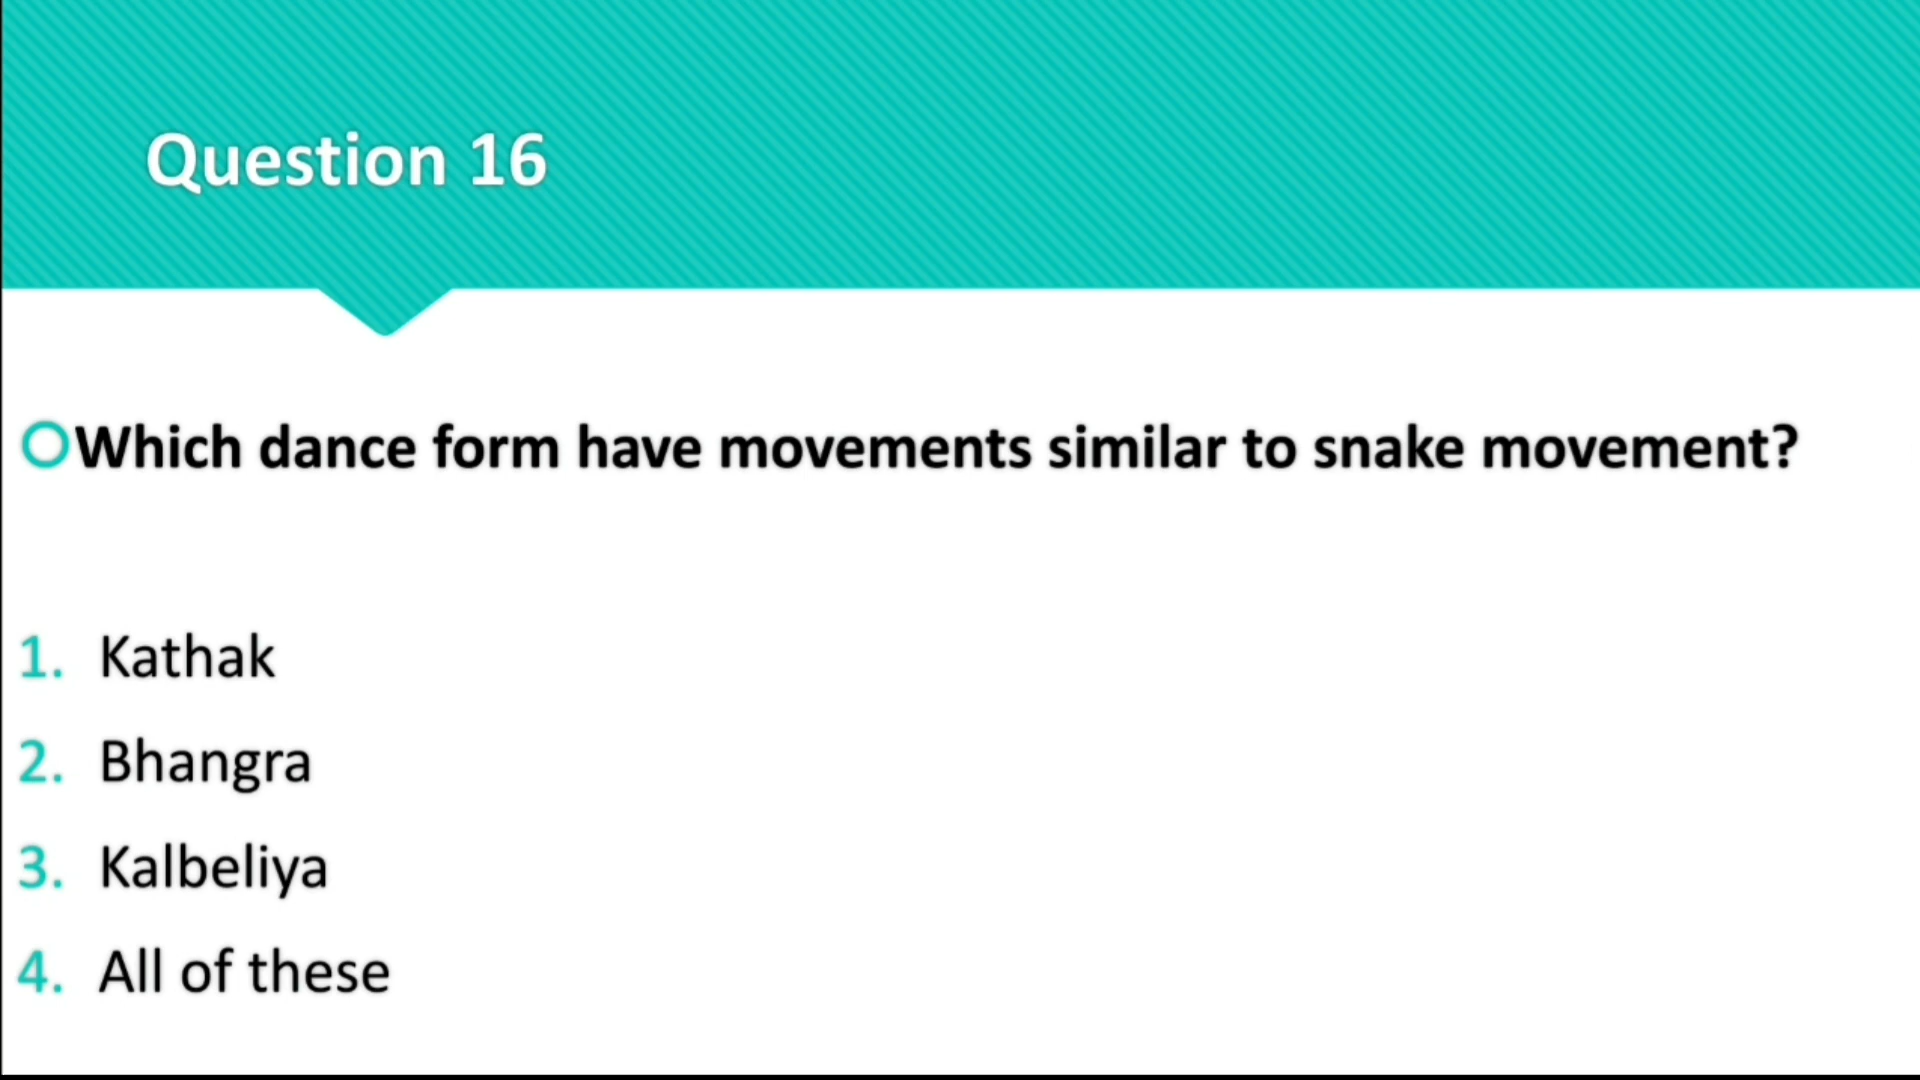 Question 16
Which dance form have movements similar to snake movement?
1. Kathak
2. Bhangra
3. Kalbeliya
4. All of these